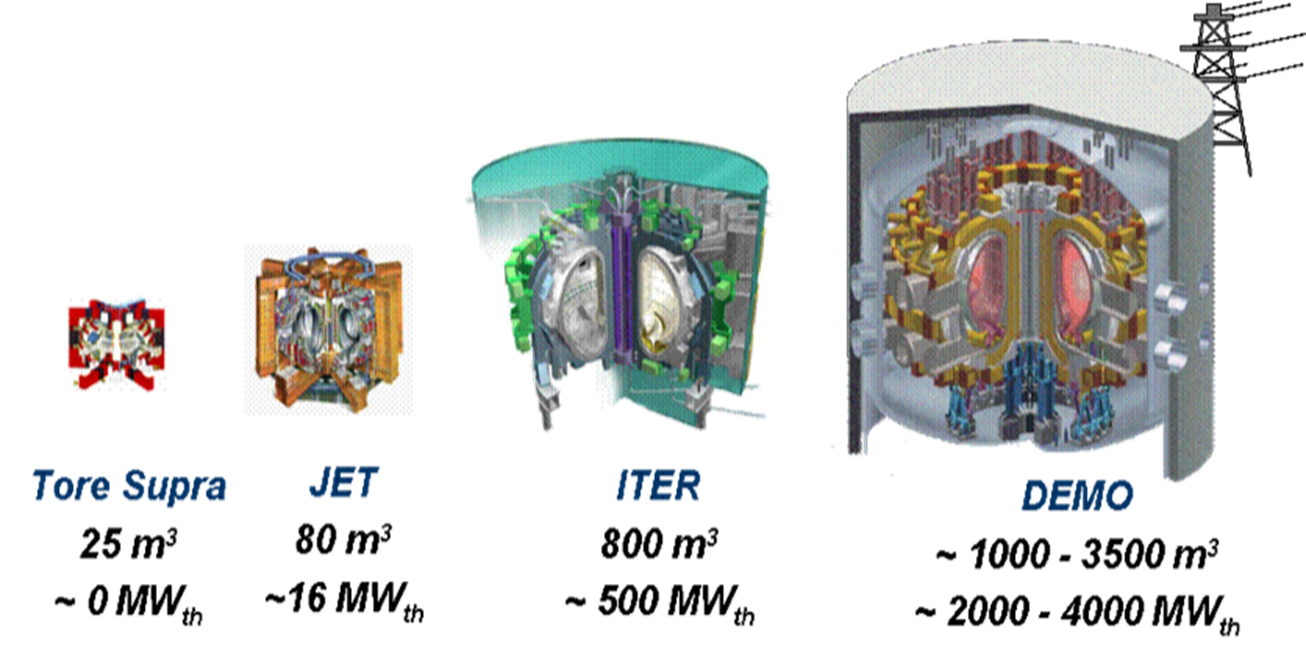 Tore Supra
25 m³
~ 0 MWth
JET
80 m³
~16 MWth
ITER
800 m³
~ 500 MWth
DEMO
~ 1000 - 3500 m³
~ 2000 - 4000 MWth